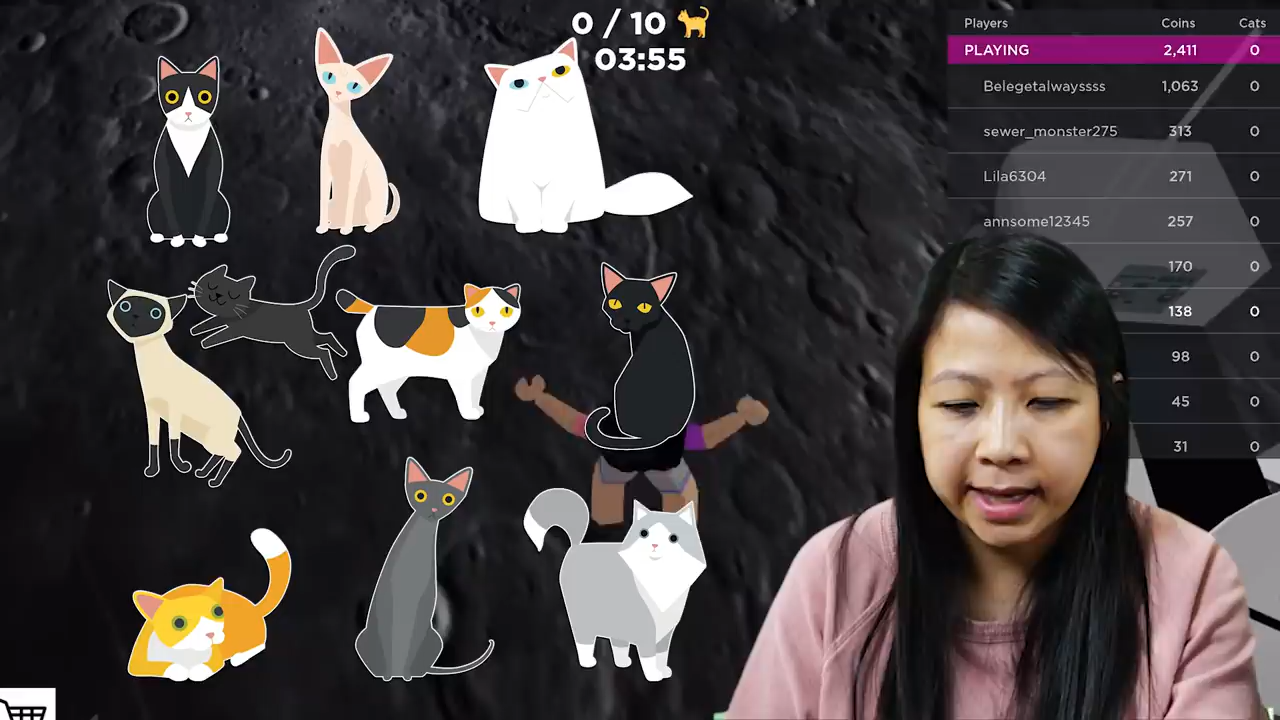 0 / 10
03:55
Players Coins Cats
PLAYING 2,411 0
Belegetalwayssss 1,063 0
sewer_monster275 313 0
Lila6304 271 0
annsome12345 257 0
170 0
138 0
98 0
45 0
31 0